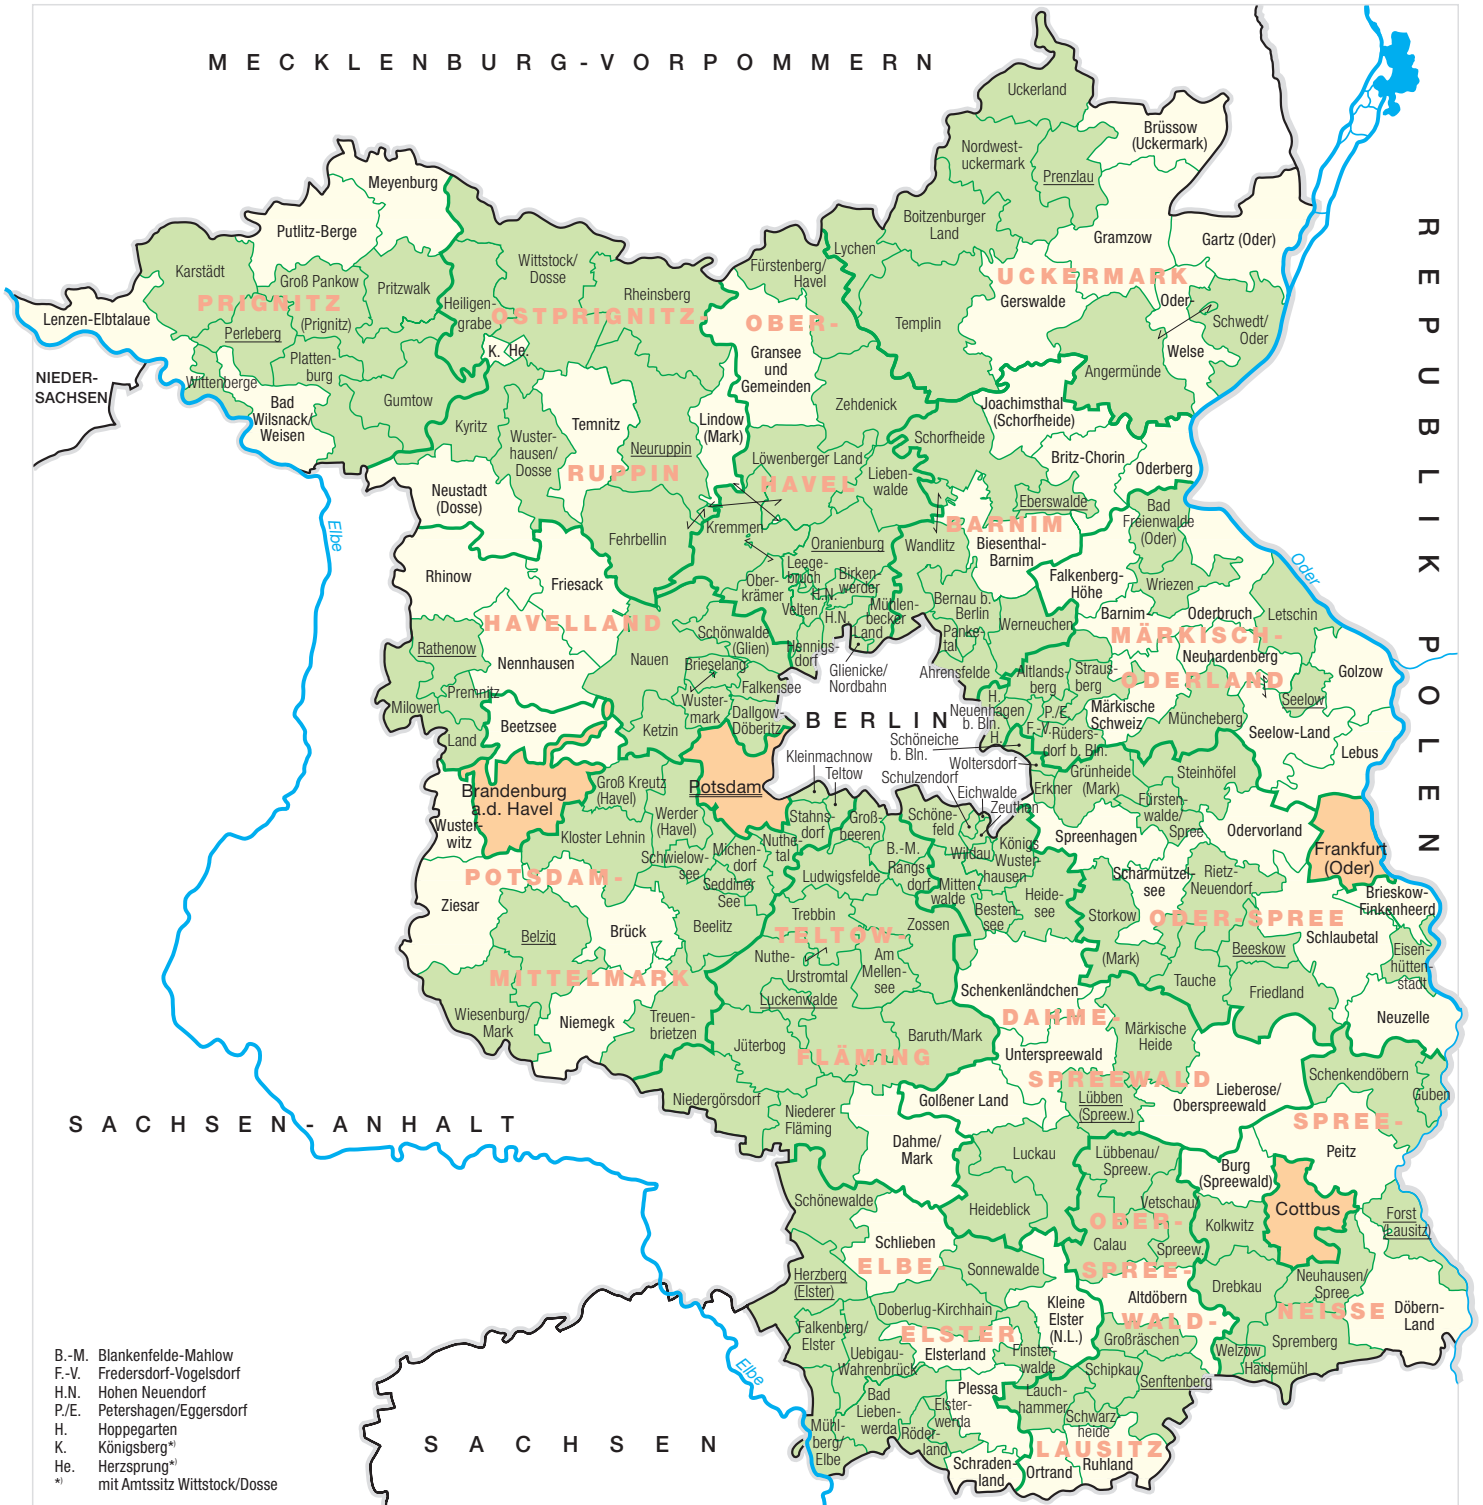 MECKLENBURG-VORPOMMERN
Uckerland
Brüssow
(Uckermark)
Nordwest-
uckermark
Prenzlau
Meyenburg
Putlitz-Berge
Boitzenburger
Land
Gramzow
Gartz (Oder)
Lychen
Karstädt
Groß Pankow
(Prignitz)
Pritzwalk
PRIGNITZ
Perleberg
Lenzen-Elbtalaue
Wittstock/
Dosse
Rheinsberg
Heiligen-
grabe
OSTPRIGNITZ-
Fürstenberg/
Havel
OBER-
Templin
UCKERMARK
Gerswalde
Oder-
Welse
Schwedt/
Oder
K.
He.
Gransee
und
Gemeinden
Angermünde
NIEDER-
SACHSEN
Wittenberge
Platten-
burg
Bad
Wilsnack/
Weisen
Gumtow
Kyritz
Wuster-
hausen/
Dosse
Temnitz
Neuruppin
RUPPIN
Lindow
(Mark)
Zehdenick
Joachimsthal
(Schorfheide)
Schorfheide
Britz-Chorin
Oderberg
Löwenberger Land
HAVEL
Lieben-
walde
Neustadt
(Dosse)
Eberswalde
Bad
Freienwalde
(Oder)
BARNIM
Biesenthal-
Barnim
Kremmen
Fehrbellin
Oranienburg
Wandlitz
Elbe
Oder
Rhinow
Friesack
Ober-
krämer
Leege-
bruch
Birken-
werder
H.N.
Velten
H.N.
Mühlen-
becker
Land
Bernau b.
Berlin
Falkenberg-
Höhe
Wriezen
Barnim-
Oderbruch
Letschin
Werneuchen
Panke-
tal
MÄRKISCH-
HAVELLAND
Rathenow
Nennhausen
Nauen
Schönwalde
(Glien)
Hennigs-
dorf
Glienicke/
Nordbahn
Ahrensfelde
Altlands-
berg
Straus-
berg
Neuhardenberg
ODERLAND
Golzow
Seelow
Brieselang
Falkensee
Wuster-
mark
Dallgow-
Döberitz
Premnitz
Milower
Land
Beetzsee
Ketzin
BERLIN
H.
Neuenhagen
b. Bln.
H.
P./E.
F.-V.
Rüders-
dorf b. Bln.
Märkische
Schweiz
Müncheberg
Seelow-Land
Lebus
Schöneiche
b. Bln.
Woltersdorf
Kleinmachnow
Teltow
Schulzendorf
Eichwalde
Zeuthen
Erkner
Grünheide
(Mark)
Steinhöfel
Fürsten-
walde/
Spree
Brandenburg
a.d. Havel
Groß Kreutz
(Havel)
Potsdam
Werder
(Havel)
Stahns-
dorf
Groß-
beeren
Schöne-
feld
Spreenhagen
Odervorland
Frankfurt
(Oder)
Wuster-
witz
Kloster Lehnin
Schwielow-
see
Michen-
dorf
Nuthe-
tal
B.-M.
Rangs-
dorf
Wildau
Königs
Wuster-
hausen
Ludwigsfelde
Mitten-
walde
Seddiner
See
Scharmützel-
see
Rietz-
Neuendorf
Brieskow-
Finkenheerd
POTSDAM-
Ziesar
Belzig
Brück
Beelitz
Trebbin
TELTOW-
Zossen
Besten-
see
Heide-
see
Storkow
(Mark)
ODER-SPREE
Beeskow
Schlaubetal
Eisen-
hütten-
stadt
MITTELMARK
Nuthe-
Urstromtal
Am
Mellen-
see
Luckenwalde
Schenkenländchen
Tauche
Friedland
Wiesenburg/
Mark
Niemegk
Treuen-
brietzen
Jüterbog
FLÄMING
Baruth/Mark
DAHME-
Märkische
Heide
Neuzelle
Unterspreewald
SPREEWALD
Schenkendöbern
Guben
Niedergörsdorf
Niederer
Fläming
Golßener Land
Lübben
(Spreew.)
Lieberose/
Oberspreewald
SPREE-
Peitz
SACHSEN-ANHALT
Dahme/
Mark
Luckau
Lübbenau/
Spreew.
Burg
(Spreewald)
Schönewalde
Heideblick
Vetschau/
Spreew.
OBER-
Calau
Kolkwitz
Cottbus
Forst
(Lausitz)
Schlieben
ELBE-
Sonnewalde
SPREE-
Herzberg
(Elster)
Drebkau
Neuhausen/
Spree
Doberlug-Kirchhain
Kleine
Elster
(N.L.)
Altdöbern
WALD-
NEISSE
Döbern-
Land
Falkenberg/
Elster
ELSTER
Elsterland
Großräschen
Spremberg
Uebigau-
Wahrenbrück
Finster-
walde
Welzow
Haidemühl
Schipkau
Senftenberg
Elbe
Bad
Lieben-
werda
Plessa
Elster-
werda
Lauch-
hammer
Schwarz-
heide
Mühl-
berg/
Elbe
Röder-
land
LAUSITZ
Schraden-
land
Ortrand
Ruhland
SACHSEN
REPUBLIK POLEN
B.-M. Blankenfelde-Mahlow
F.-V. Fredersdorf-Vogelsdorf
H.N. Hohen Neuendorf
P./E. Petershagen/Eggersdorf
H. Hoppegarten
K. Königsberg*)
He. Herzsprung*)
*) mit Amtssitz Wittstock/Dosse